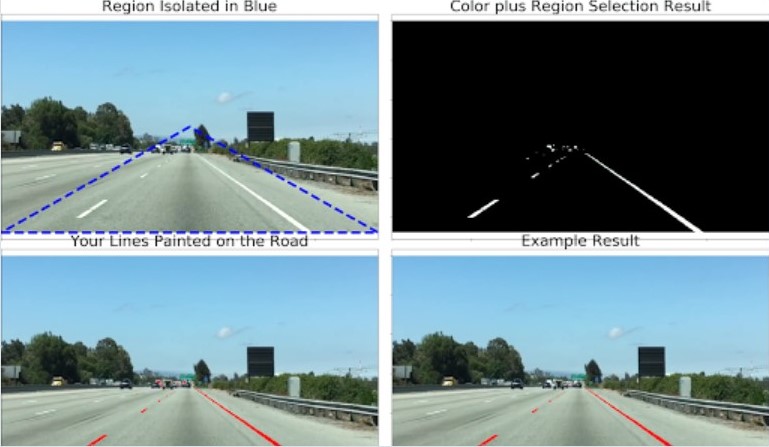 Region Isolated in Blue
Color plus Region Selection Result
Your Lines Painted on the Road
Example Result